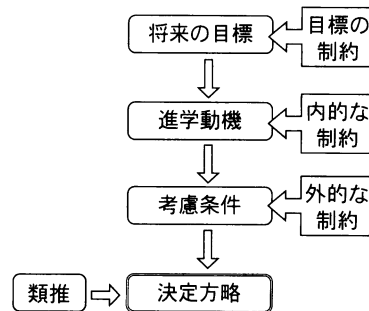 将来の目標
目標の
制約
進学動機
内的な
制約
考慮条件
外的な
制約
類推
決定方略